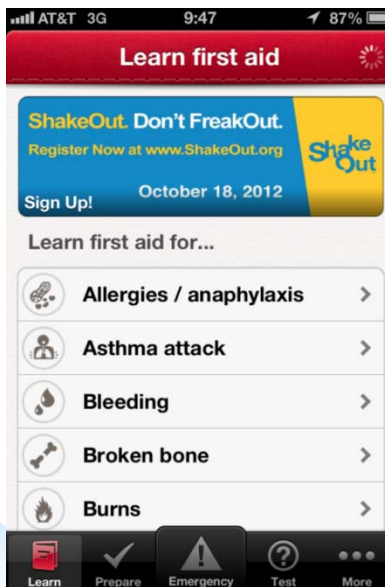 AT&T 3G 9:47 87%
Learn first aid
ShakeOut. Don't FreakOut.
Register Now at www.ShakeOut.org
Shake
Out
October 18, 2012
Sign Up!
Learn first aid for...
Allergies / anaphylaxis
Asthma attack
Bleeding
Broken bone
Burns
Learn Prepare Emergency Test More